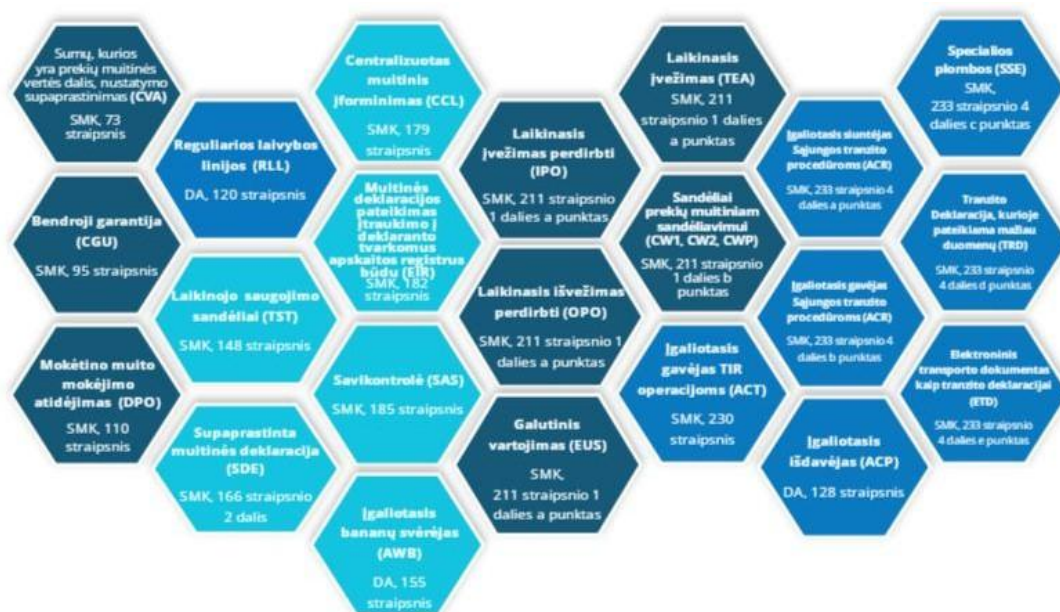 Sumų, kurios
yra prekių muitinės
vertės dalis, nustatymo
supaprastinimas (CVA)
SMK, 73
straipsnis
Bendroji garantija
(CGU)
SMK, 95 straipsnis
Mokėtino muito
mokėjimo
atidėjimas (DPO)
SMK, 110
straipsnis
Reguliarios laivybos
linijos (RLL)
DA, 120 straipsnis
Laikinojo saugojimo
sandėliai (TST)
SMK, 148 straipsnis
Supaprastinta
muitinės deklaracija
(SDE)
SMK, 166 straipsnio
2 dalis
Centralizuotas
muitinis
įforminimas (CCL)
SMK, 179
straipsnis
Muitinės
deklaracijos
pateikimas
įtraukimo į
deklaranto
tvarkomus
apskaitos registrus
būdu (EIR)
SMK, 182
straipsnis
Savikontrolė (SAS)
SMK, 185 straipsnis
Įgaliotasis
bananų svėrėjas
(AWB)
DA, 155
straipsnis
Laikinasis
įvežimas perdirbti
(IPO)
SMK, 211 straipsnio
1 dalies a punktas
Laikinasis išvežimas
perdirbti (OPO)
SMK, 211 straipsnio 1
dalies a punktas
Galutinis
vartojimas (EUS)
SMK,
211 straipsnio 1
dalies a punktas
Laikinasis
įvežimas (TEA)
SMK, 211
straipsnio 1 dalies
a punktas
Sandėliai
prekių muitiniam
sandėliavimui
(CW1, CW2, CWP)
SMK, 211 straipsnio
1 dalies b
punktas
Įgaliotasis
gavėjas TIR
operacijoms (ACT)
SMK, 230
straipsnis
Įgaliotasis siuntėjas
Sąjungos tranzito
procedūroms (ACR)
SMK, 233 straipsnio 4
dalies a punktas
Įgaliotasis gavėjas
Sąjungos tranzito
procedūroms (ACR)
SMK, 233 straipsnio 4
dalies b punktas
Įgaliotasis
išdavėjas (ACP)
DA, 128 straipsnis
Specialios
plombos (SSE)
SMK,
233 straipsnio 4
dalies c punktas
Tranzito
Deklaracija, kurioje
pateikiama mažiau
duomenų (TRD)
SMK, 233 straipsnio
4 dalies d punktas
Elektroninis
transporto dokumentas
kaip tranzito deklaracijai
(ETD)
SMK, 233 straipsnio
4 dalies e punktas